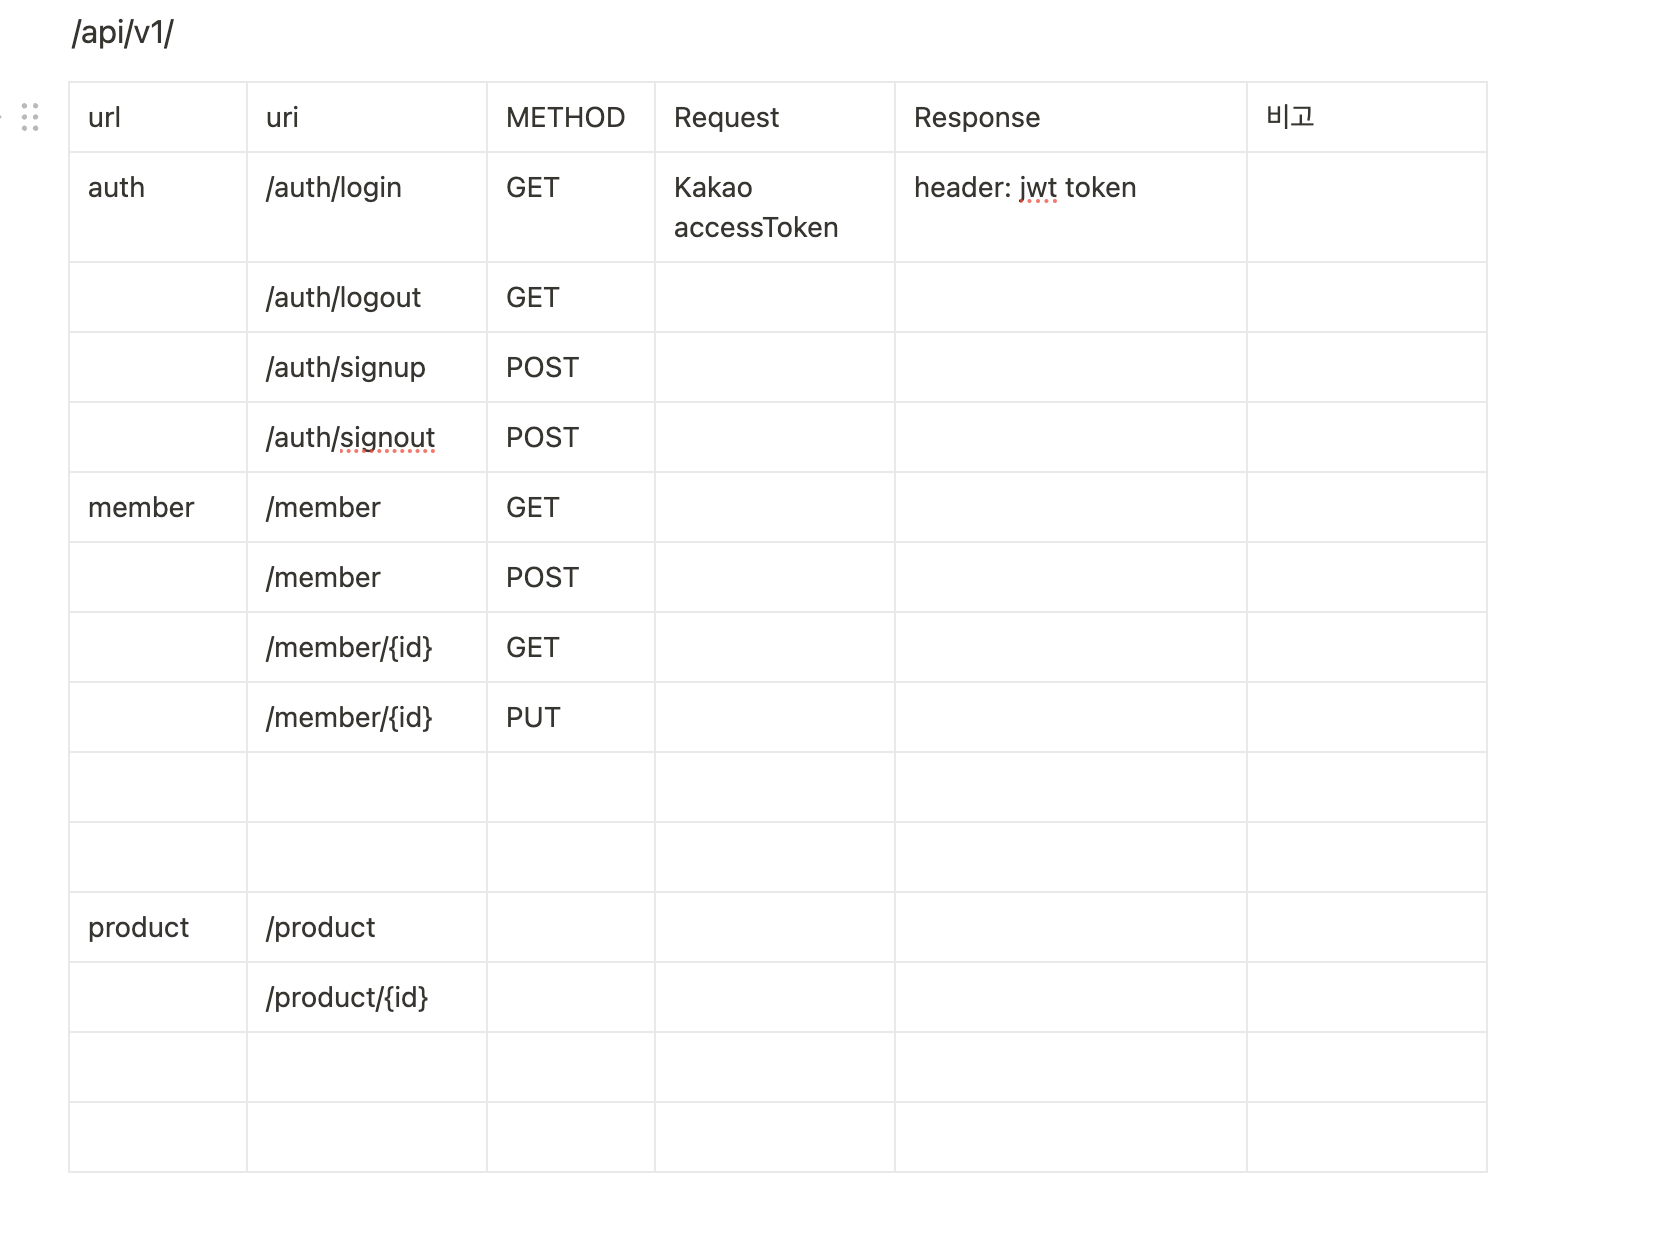 /api/v1/
url uri METHOD Request Response 비고
auth /auth/login GET Kakao header: jwt token
accessToken
/auth/logout GET
/auth/signup POST
/auth/signout POST
member /member GET
/member POST
/member/{id} GET
/member/{id} PUT
product /product
/product/{id}